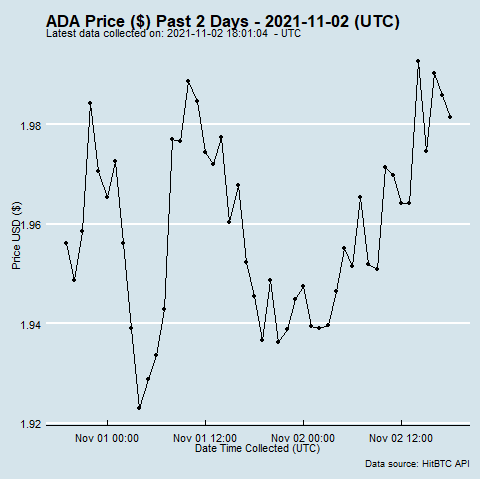 ADA Price ($) Past 2 Days - 2021-11-02 (UTC)
Latest data collected on: 2021-11-02 18:01:04 - UTC
1.98
1.96
1.94
1.92
Price USD ($)
Nov 01 00:00 Nov 01 12:00 Nov 02 00:00 Nov 02 12:00
Date Time Collected (UTC)
Data source: HitBTC API